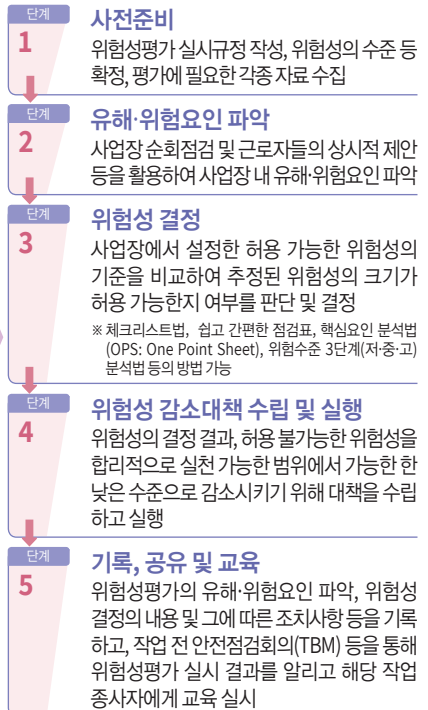 단계
1
사전준비
위험성평가 실시규정 작성, 위험성의 수준 등
확정, 평가에 필요한 각종 자료 수집
단계
2
유해·위험요인 파악
사업장 순회점검 및 근로자들의 상시적 제안
등을 활용하여 사업장 내 유해·위험요인 파악
단계
3
위험성 결정
사업장에서 설정한 허용 가능한 위험성의
기준을 비교하여 추정된 위험성의 크기가
허용 가능한지 여부를 판단 및 결정
※ 체크리스트법, 쉽고 간편한 점검표, 핵심요인 분석법
(OPS: One Point Sheet), 위험수준 3단계(저·중·고)
분석법 등의 방법 가능
단계
4
위험성 감소대책 수립 및 실행
위험성의 결정 결과, 허용 불가능한 위험성을
합리적으로 실천 가능한 범위에서 가능한 한
낮은 수준으로 감소시키기 위해 대책을 수립
하고 실행
단계
5
기록, 공유 및 교육
위험성평가의 유해·위험요인 파악, 위험성
결정의 내용 및 그에 따른 조치사항 등을 기록
하고, 작업 전 안전점검회의(TBM) 등을 통해
위험성평가 실시 결과를 알리고 해당 작업
종사자에게 교육 실시